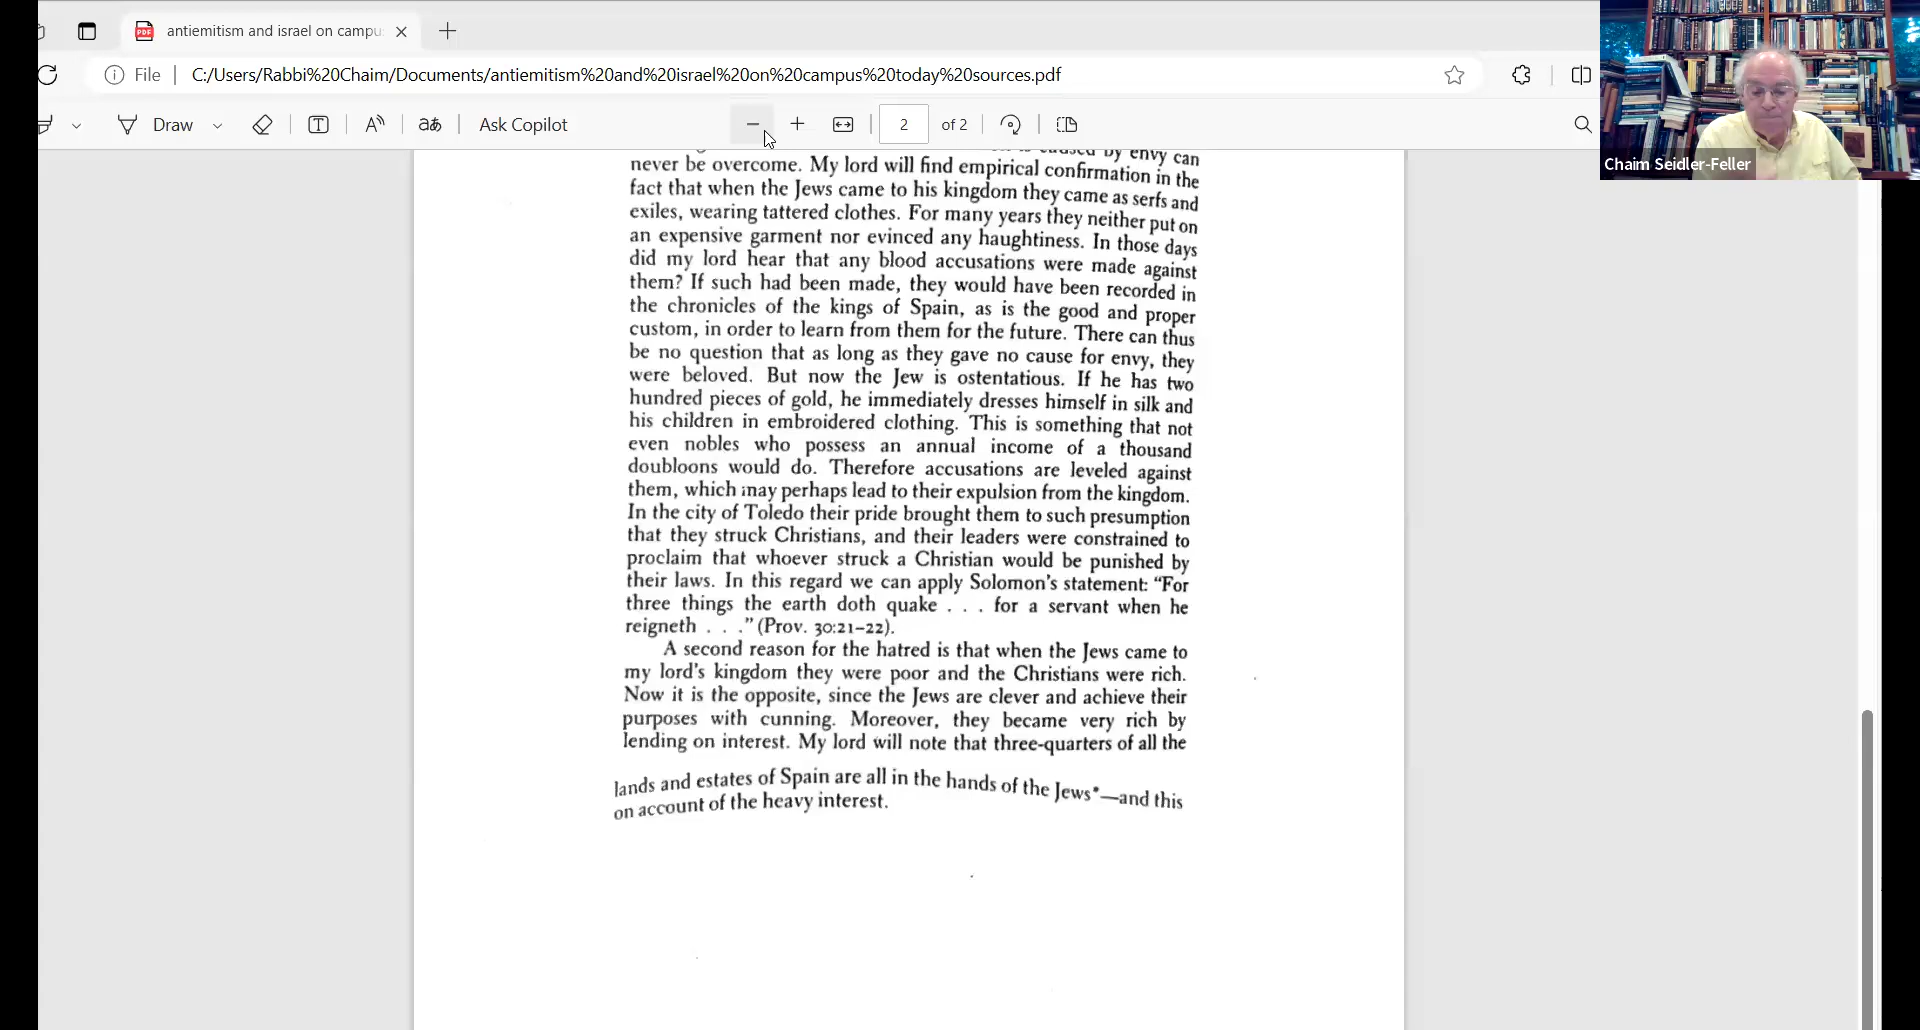 antiemitism and israel on campu
File
C:/Users/Rabbi%20Chaim/Documents/antiemitism%20and%20israel%20on%20campus%20today%20sources.pdf
Draw
aあ
Ask Copilot
2 of 2
Chaim Seidler-Feller
by envy can
never be overcome. My lord will find empirical confirmation in the
fact that when the Jews came to his kingdom they came as serfs and
exiles, wearing tattered clothes. For many years they neither put on
an expensive garment nor evinced any haughtiness. In those days
did my lord hear that any blood accusations were made against
them? If such had been made, they would have been recorded in
the chronicles of the kings of Spain, as is the good and proper
custom, in order to learn from them for the future. There can thus
be no question that as long as they gave no cause for envy, they
were beloved. But now the Jew is ostentatious. If he has two
hundred pieces of gold, he immediately dresses himself in silk and
his children in embroidered clothing. This is something that not
even nobles who possess an annual income of a thousand
doubloons would do. Therefore accusations are leveled against
them, which may perhaps lead to their expulsion from the kingdom.
In the city of Toledo their pride brought them to such presumption
that they struck Christians, and their leaders were constrained to
proclaim that whoever struck a Christian would be punished by
their laws. In this regard we can apply Solomon's statement: "For
three things the earth doth quake . . . for a servant when he
reigneth . . ." (Prov. 30:21–22).
A second reason for the hatred is that when the Jews came to
my lord's kingdom they were poor and the Christians were rich.
Now it is the opposite, since the Jews are clever and achieve their
purposes with cunning. Moreover, they became very rich by
lending on interest. My lord will note that three-quarters of all the
lands and estates of Spain are all in the hands of the Jews*—and this
on account of the heavy interest.